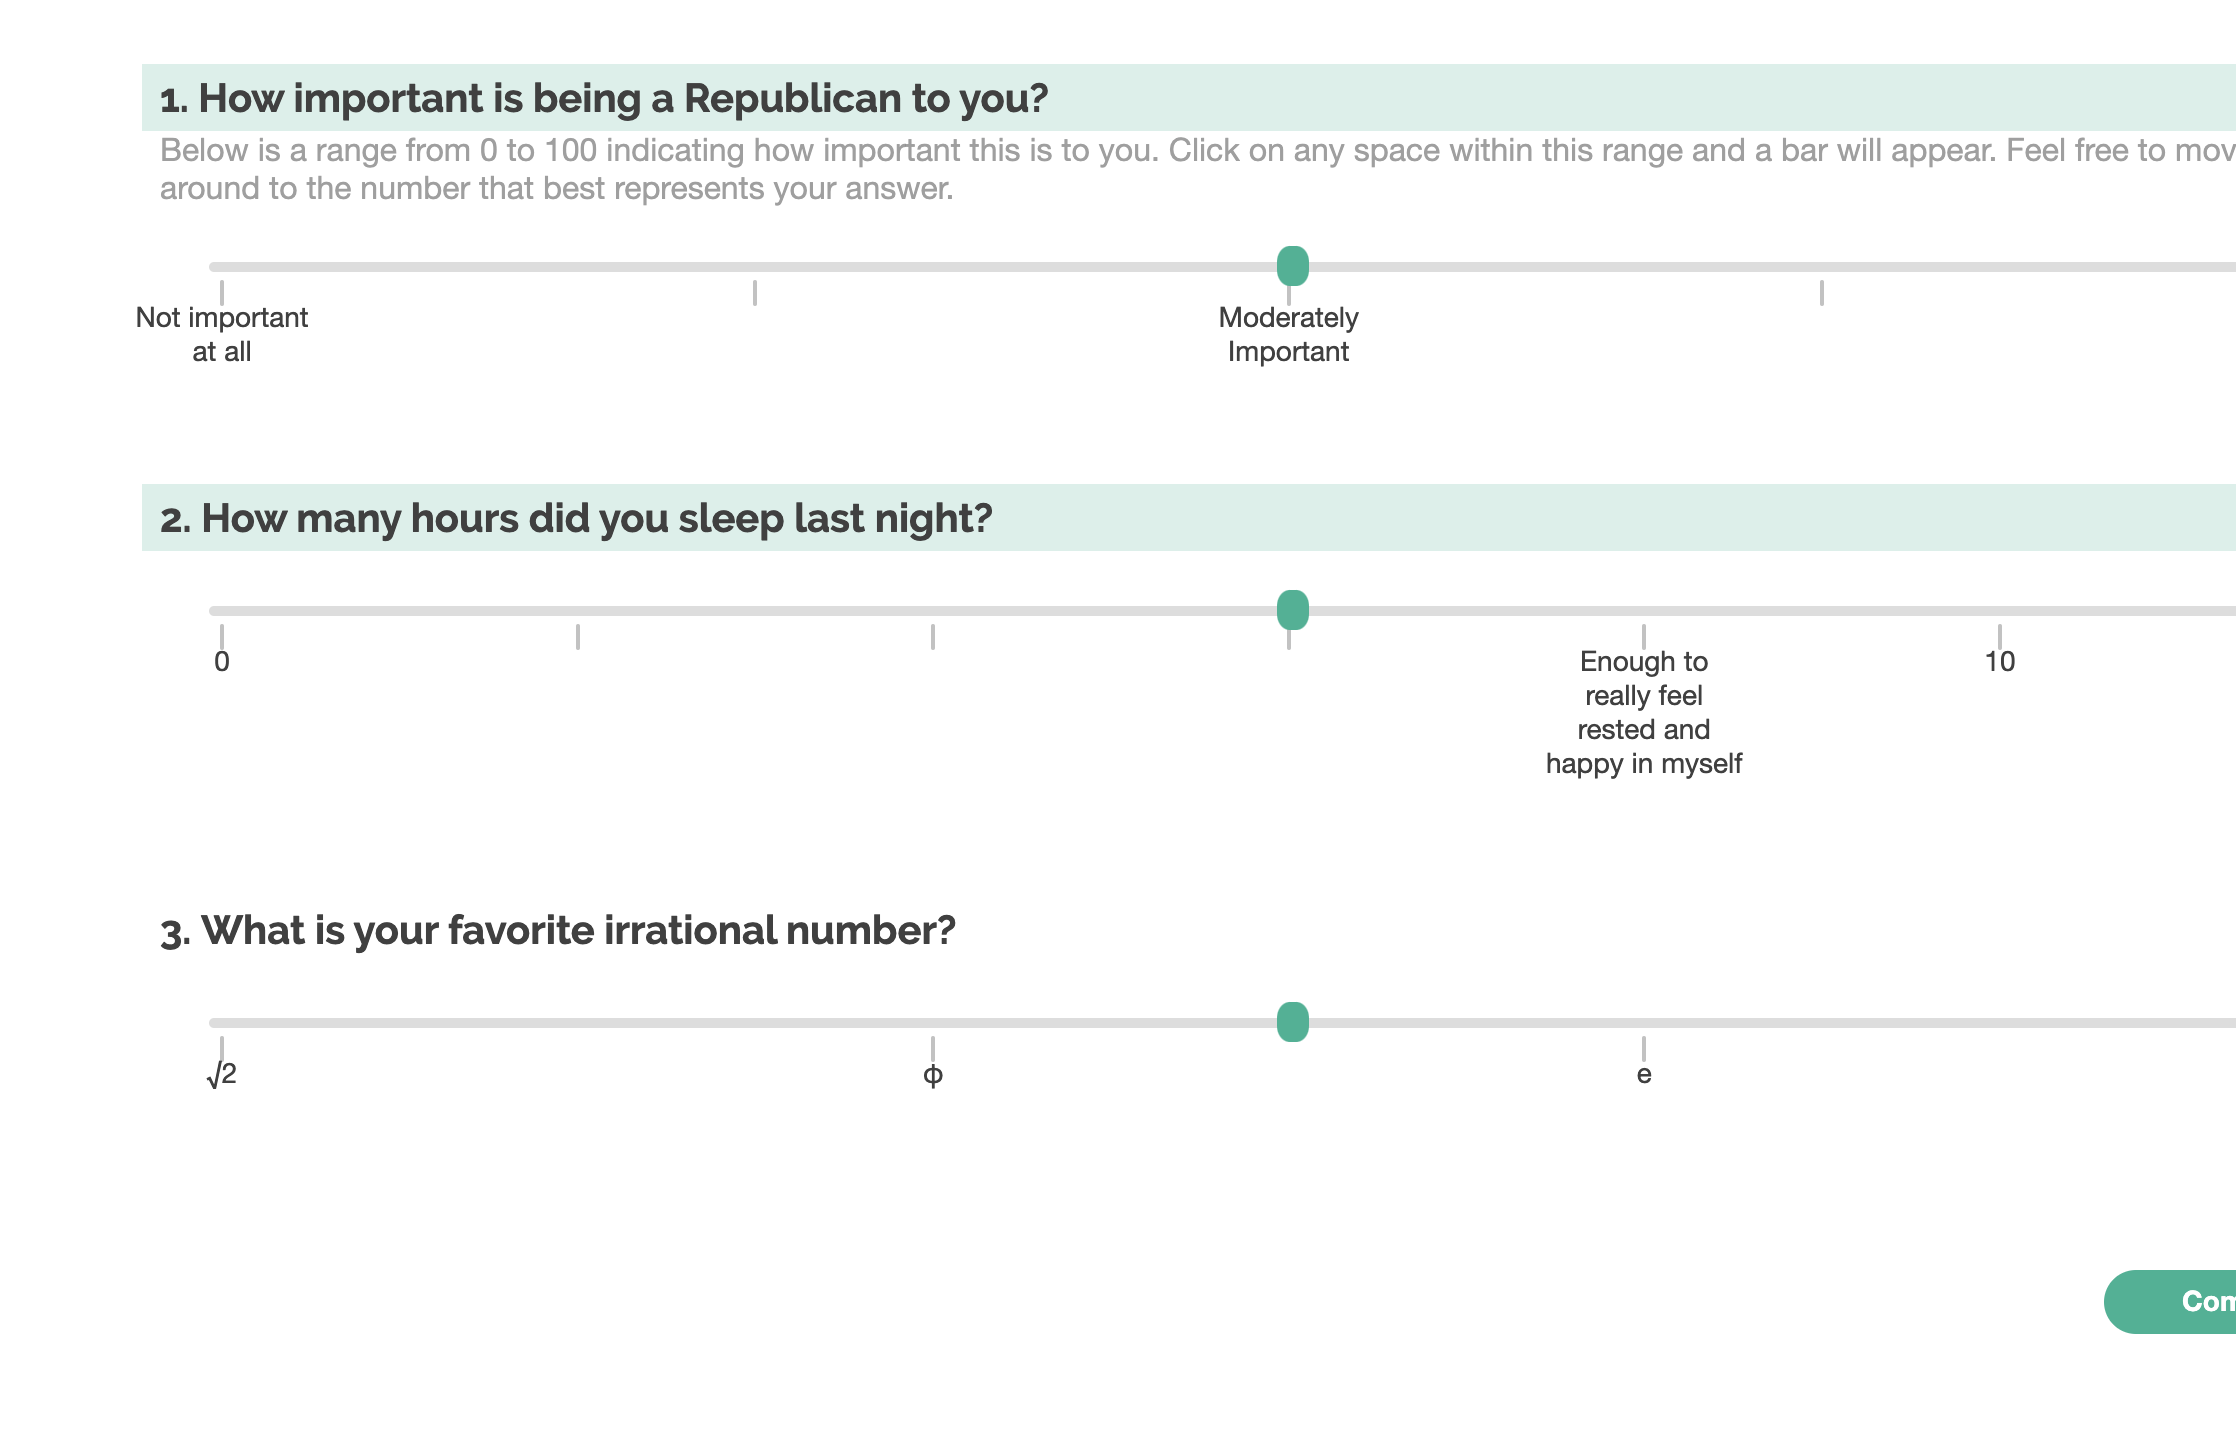 1. How important is being a Republican to you?
Below is a range from 0 to 100 indicating how important this is to you. Click on any space within this range and a bar will appear. Feel free to mov
around to the number that best represents your answer.
Not important
at all
Moderately
Important
2. How many hours did you sleep last night?
0
Enough to
really feel
rested and
happy in myself
10
3. What is your favorite irrational number?
√2
ϕ
e
Com